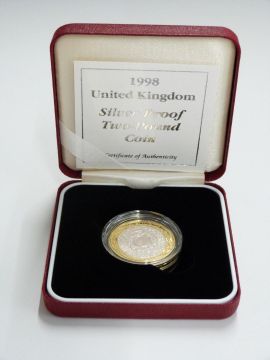 1998
United Kingdom
Silver Proof
Two Pound
Coin
Certificate of Authenticity